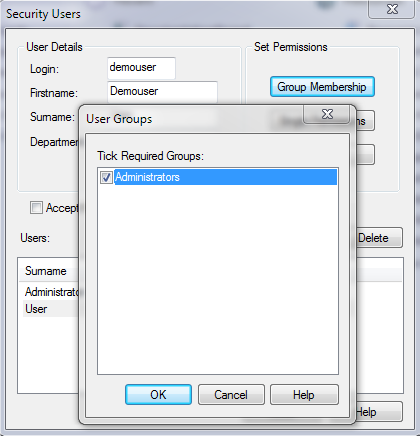 Security Users
User Details
Set Permissions
Login: demouser
Firstname: Demouser
Group Membership
Surname:
Department
User Groups
Tick Required Groups:
Administrators
Accept
Users:
Delete
Surname
Administrato
User
OK Cancel Help
Help